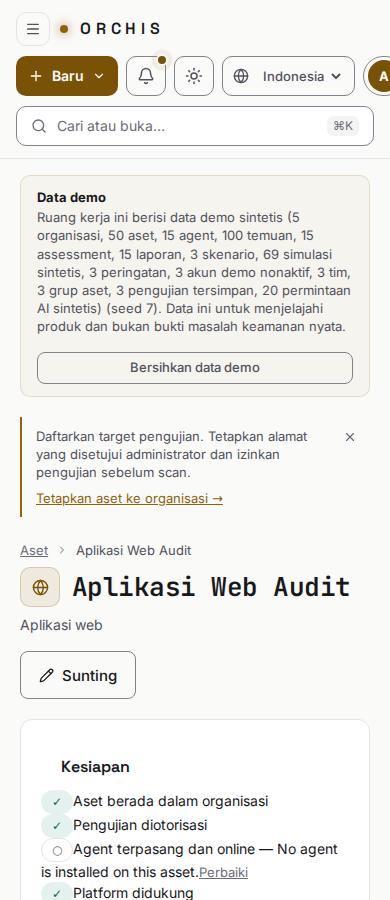 ORCHIS
Baru
Indonesia
A
Cari atau buka...
⌘K
Data demo
Ruang kerja ini berisi data demo sintetis (5
organisasi, 50 aset, 15 agent, 100 temuan, 15
assessment, 15 laporan, 3 skenario, 69 simulasi
sintetis, 3 peringatan, 3 akun demo nonaktif, 3 tim,
3 grup aset, 3 pengujian tersimpan, 20 permintaan
AI sintetis) (seed 7). Data ini untuk menjelajahi
produk dan bukan bukti masalah keamanan nyata.
Bersihkan data demo
Daftarkan target pengujian. Tetapkan alamat
yang disetujui administrator dan izinkan
pengujian sebelum scan.
Tetapkan aset ke organisasi →
Aset > Aplikasi Web Audit
Aplikasi Web Audit
Aplikasi web
Sunting
Kesiapan
✓ Aset berada dalam organisasi
✓ Pengujian diotorisasi
○ Agent terpasang dan online — No agent
is installed on this asset.Perbaiki
✓ Platform didukung